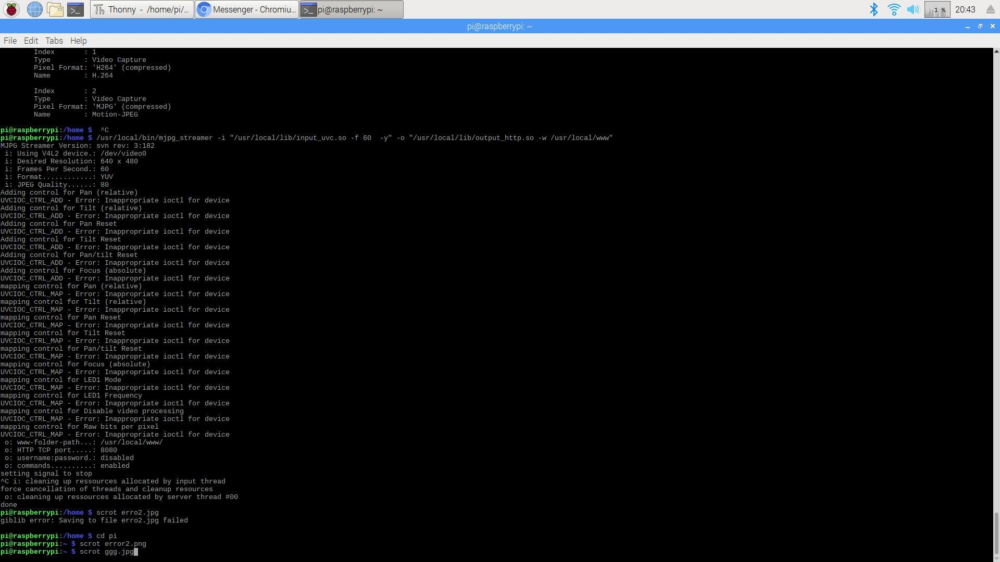 Thonny - /home/pi/...
Messenger - Chromiu...
pi@raspberrypi: ~
1 %
20:43
pi@raspberrypi: ~
File Edit Tabs Help
Index : 1
Type : Video Capture
Pixel Format: 'H264' (compressed)
Name : H.264
Index : 2
Type : Video Capture
Pixel Format: 'MJPG' (compressed)
Name : Motion-JPEG
pi@raspberrypi:/home $  ^C
pi@raspberrypi:/home $ /usr/local/bin/mjpg_streamer -i "/usr/local/lib/input_uvc.so -f 60  -y" -o "/usr/local/lib/output_http.so -w /usr/local/www"
MJPG Streamer Version: svn rev: 3:182
i: Using V4L2 device.: /dev/video0
i: Desired Resolution: 640 x 480
i: Frames Per Second.: 60
i: Format............: YUV
i: JPEG Quality......: 80
Adding control for Pan (relative)
UVCIOC_CTRL_ADD - Error: Inappropriate ioctl for device
Adding control for Tilt (relative)
UVCIOC_CTRL_ADD - Error: Inappropriate ioctl for device
Adding control for Pan Reset
UVCIOC_CTRL_ADD - Error: Inappropriate ioctl for device
Adding control for Tilt Reset
UVCIOC_CTRL_ADD - Error: Inappropriate ioctl for device
Adding control for Pan/tilt Reset
UVCIOC_CTRL_ADD - Error: Inappropriate ioctl for device
Adding control for Focus (absolute)
UVCIOC_CTRL_ADD - Error: Inappropriate ioctl for device
mapping control for Pan (relative)
UVCIOC_CTRL_MAP - Error: Inappropriate ioctl for device
mapping control for Tilt (relative)
UVCIOC_CTRL_MAP - Error: Inappropriate ioctl for device
mapping control for Pan Reset
UVCIOC_CTRL_MAP - Error: Inappropriate ioctl for device
mapping control for Tilt Reset
UVCIOC_CTRL_MAP - Error: Inappropriate ioctl for device
mapping control for Pan/tilt Reset
UVCIOC_CTRL_MAP - Error: Inappropriate ioctl for device
mapping control for Focus (absolute)
UVCIOC_CTRL_MAP - Error: Inappropriate ioctl for device
mapping control for LED1 Mode
UVCIOC_CTRL_MAP - Error: Inappropriate ioctl for device
mapping control for LED1 Frequency
UVCIOC_CTRL_MAP - Error: Inappropriate ioctl for device
mapping control for Disable video processing
UVCIOC_CTRL_MAP - Error: Inappropriate ioctl for device
mapping control for Raw bits per pixel
UVCIOC_CTRL_MAP - Error: Inappropriate ioctl for device
o: www-folder-path...: /usr/local/www/
o: HTTP TCP port.....: 8080
o: username:password.: disabled
o: commands..........: enabled
setting signal to stop
^C i: cleaning up ressources allocated by input thread
force cancellation of threads and cleanup resources
o: cleaning up ressources allocated by server thread #00
done
pi@raspberrypi:/home $ scrot erro2.jpg
giblib error: Saving to file erro2.jpg failed
pi@raspberrypi:/home $ cd pi
pi@raspberrypi:~ $ scrot error2.png
pi@raspberrypi:~ $ scrot ggg.jpg